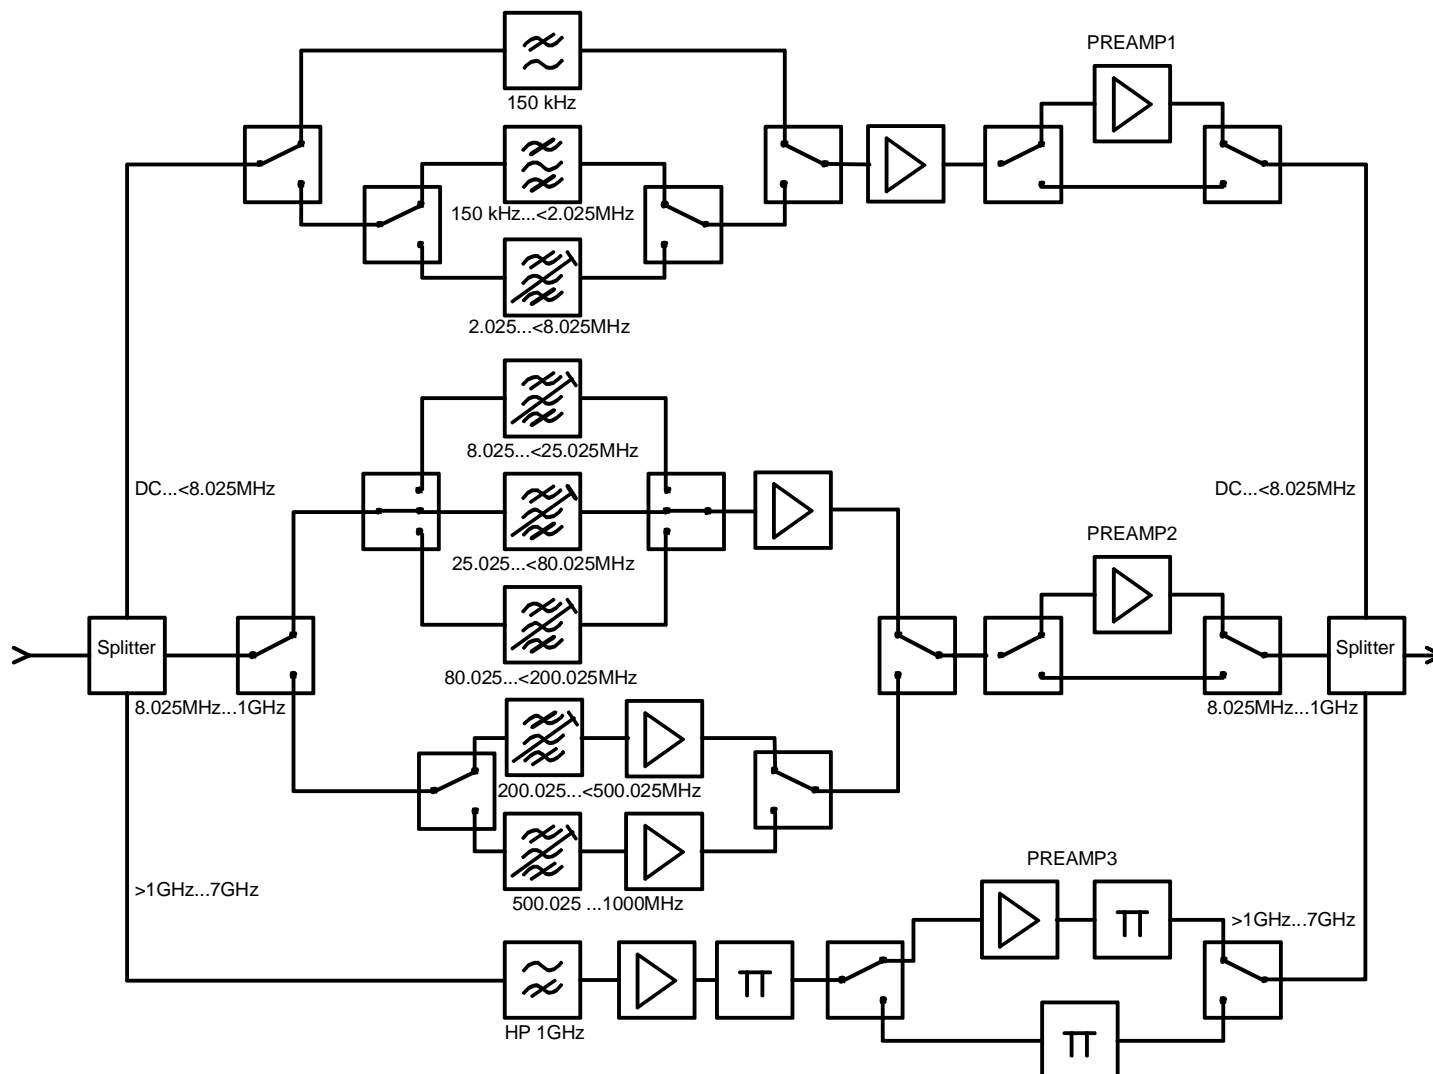 PREAMP1
150 kHz
150 kHz...<2.025MHz
2.025...<8.025MHz
8.025...<25.025MHz
DC...<8.025MHz
DC...<8.025MHz
PREAMP2
25.025...<80.025MHz
Splitter
Splitter
80.025...<200.025MHz
8.025MHz...1GHz
8.025MHz...1GHz
200.025...<500.025MHz
PREAMP3
>1GHz...7GHz
500.025 ...1000MHz
>1GHz...7GHz
HP 1GHz